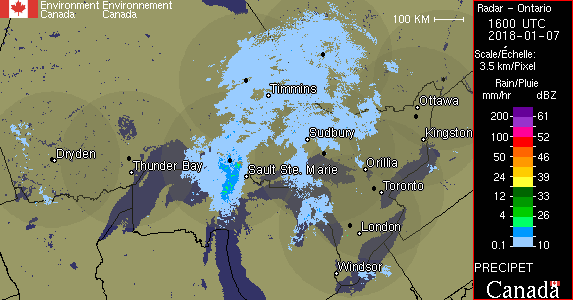 Environment Environnement
Canada Canada
100 KM
Timmins
Ottawa
Sudbury
Kingston
Dryden
Thunder Bay
Sault Ste. Marie
Orillia
Toronto
London
Windsor
Radar - Ontario
1600 UTC
2018-01-07
Scale/Échelle:
3.5 km/Pixel
Rain/Pluie
mm/hr dBZ
200 61
100 52
50 46
24 39
12 33
4 26
0.1 10
PRECIPET
Canada